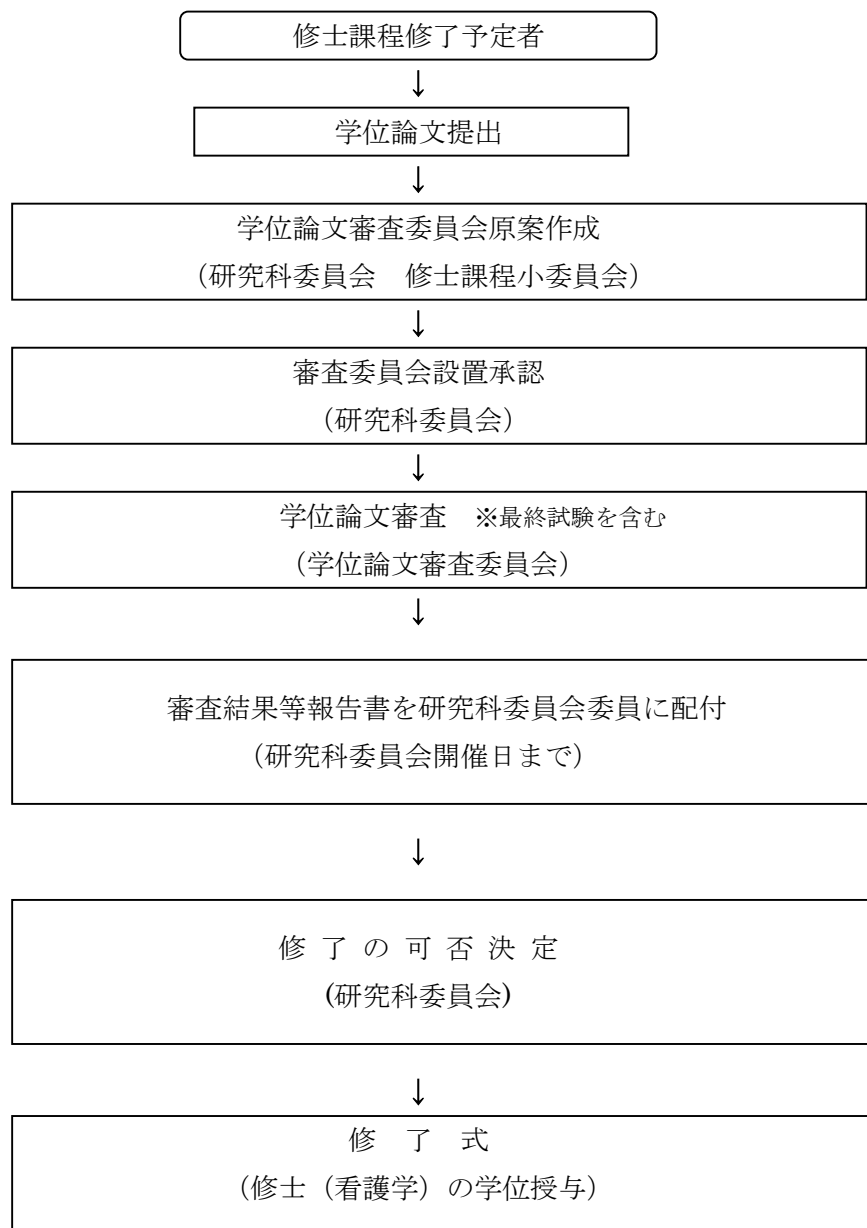 修士課程修了予定者
↓
学位論文提出
↓
学位論文審査委員会原案作成
（研究科委員会　修士課程小委員会）
↓
審査委員会設置承認
（研究科委員会）
↓
学位論文審査　※最終試験を含む
（学位論文審査委員会）
↓
審査結果等報告書を研究科委員会委員に配付
（研究科委員会開催日まで）
↓
修 了 の 可 否 決 定
(研究科委員会)
↓
修　了　式
（修士（看護学）の学位授与）